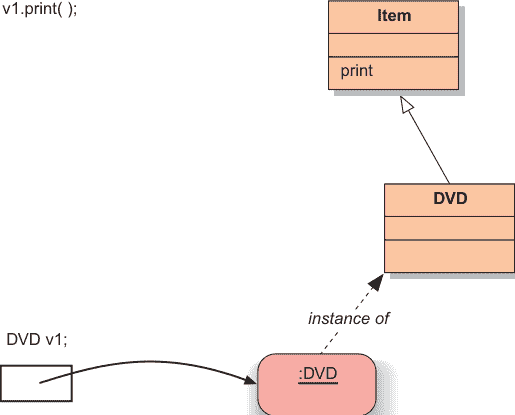 v1.print( );
Item
print
DVD
instance of
DVD v1;
:DVD